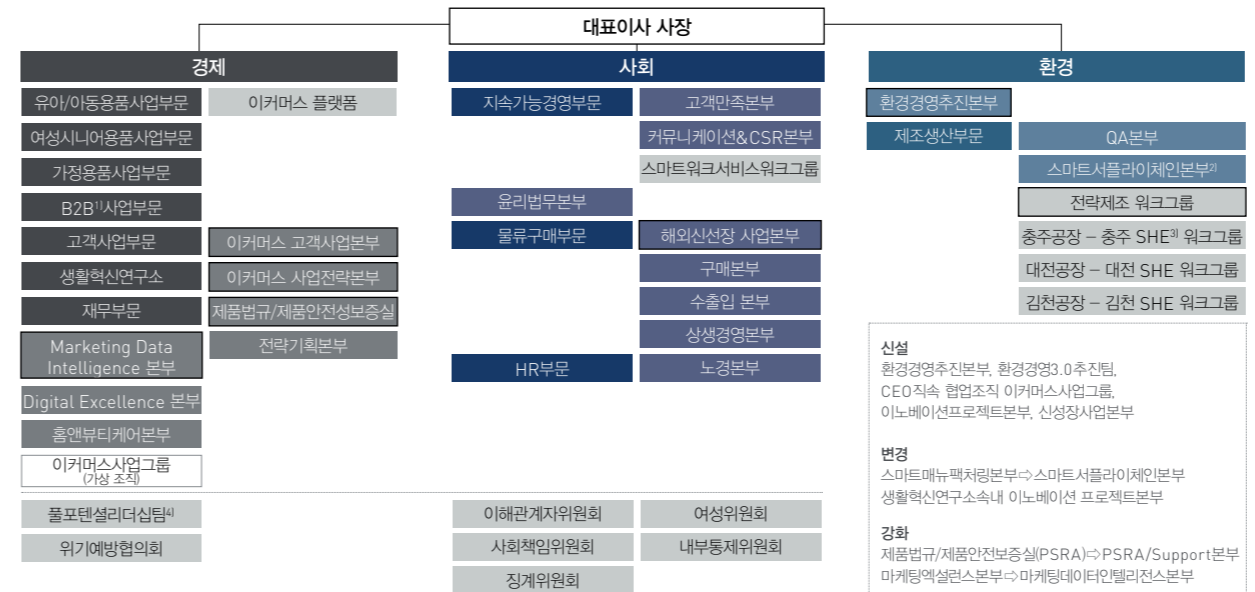 대표이사 사장
경제
유아/아동용품사업부문
이커머스 플랫폼
여성시니어용품사업부문
가정용품사업부문
B2B1)사업부문
고객사업부문
이커머스 고객사업본부
생활혁신연구소
이커머스 사업전략본부
재무부문
제품법규/제품안전성보증실
Marketing Data
Intelligence 본부
전략기획본부
Digital Excellence 본부
홈앤뷰티케어본부
이커머스사업그룹
(가상 조직)
풀포텐셜리더십팀4)
위기예방협의회
사회
지속가능경영부문
고객만족본부
커뮤니케이션&CSR본부
스마트워크서비스워크그룹
윤리법무본부
물류구매부문
해외신선장 사업본부
구매본부
수출입 본부
상생경영본부
HR부문
노경본부
이해관계자위원회
여성위원회
사회책임위원회
내부통제위원회
징계위원회
환경
환경경영추진본부
제조생산부문
QA본부
스마트서플라이체인본부2)
전략제조 워크그룹
충주공장 – 충주 SHE3) 워크그룹
대전공장 – 대전 SHE 워크그룹
김천공장 – 김천 SHE 워크그룹
신설
환경경영추진본부, 환경경영3.0추진팀,
CEO직속 협업조직 이커머스사업그룹,
이노베이션프로젝트본부, 신성장사업본부
변경
스마트매뉴팩처링본부⇨스마트서플라이체인본부
생활혁신연구소속내 이노베이션 프로젝트본부
강화
제품법규/제품안전보증실(PSRA)⇨PSRA/Support본부
마케팅엑설런스본부⇨마케팅데이터인텔리전스본부